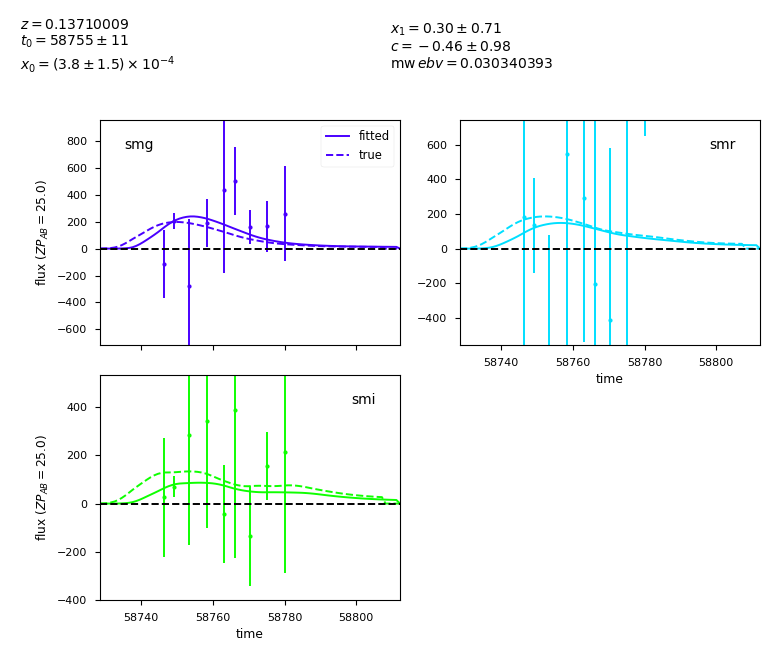 z = 0.13710009
t₀ = 58755 ± 11
x₀ = (3.8 ± 1.5) × 10⁻⁴
x₁ = 0.30 ± 0.71
c = −0.46 ± 0.98
mw ebv = 0.030340393
smg
fitted
true
800
600
400
200
0
−200
−400
−600
flux (ZP_AB = 25.0)
smr
600
400
200
0
−200
−400
58740 58760 58780 58800
time
smi
400
200
0
−200
−400
flux (ZP_AB = 25.0)
58740 58760 58780 58800
time